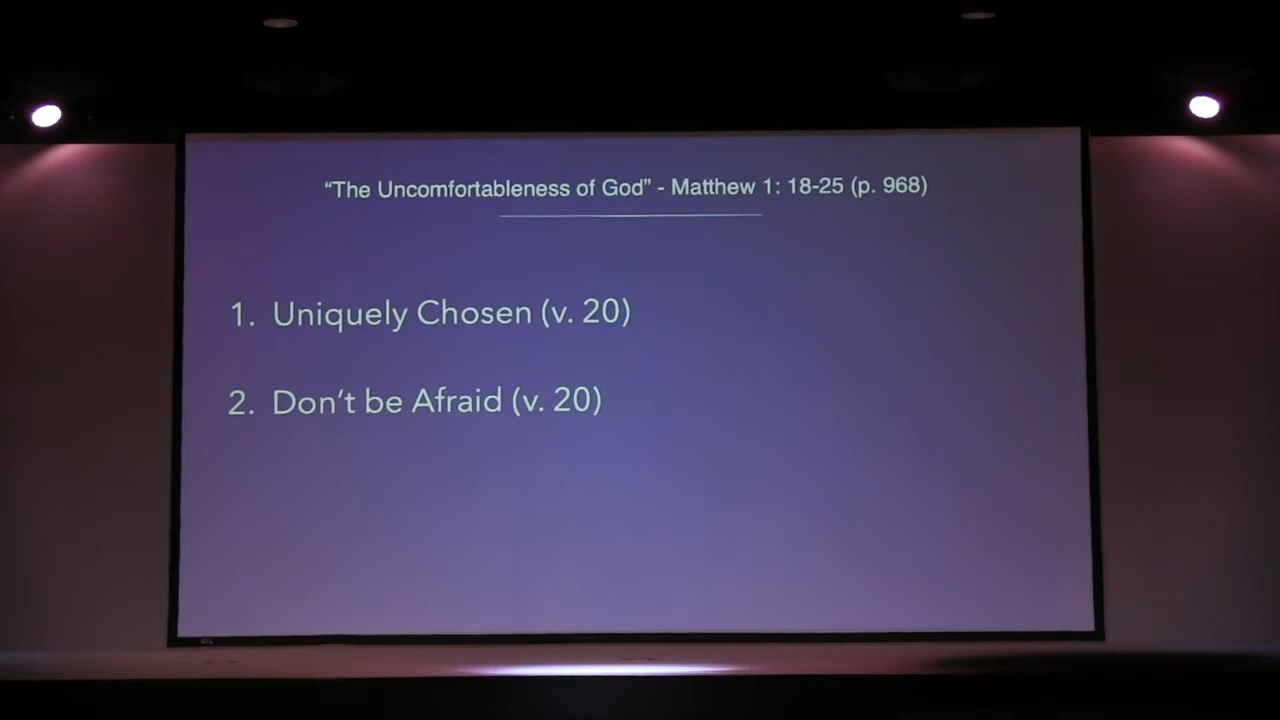 “The Uncomfortableness of God” - Matthew 1: 18-25 (p. 968)
1. Uniquely Chosen (v. 20)
2. Don’t be Afraid (v. 20)